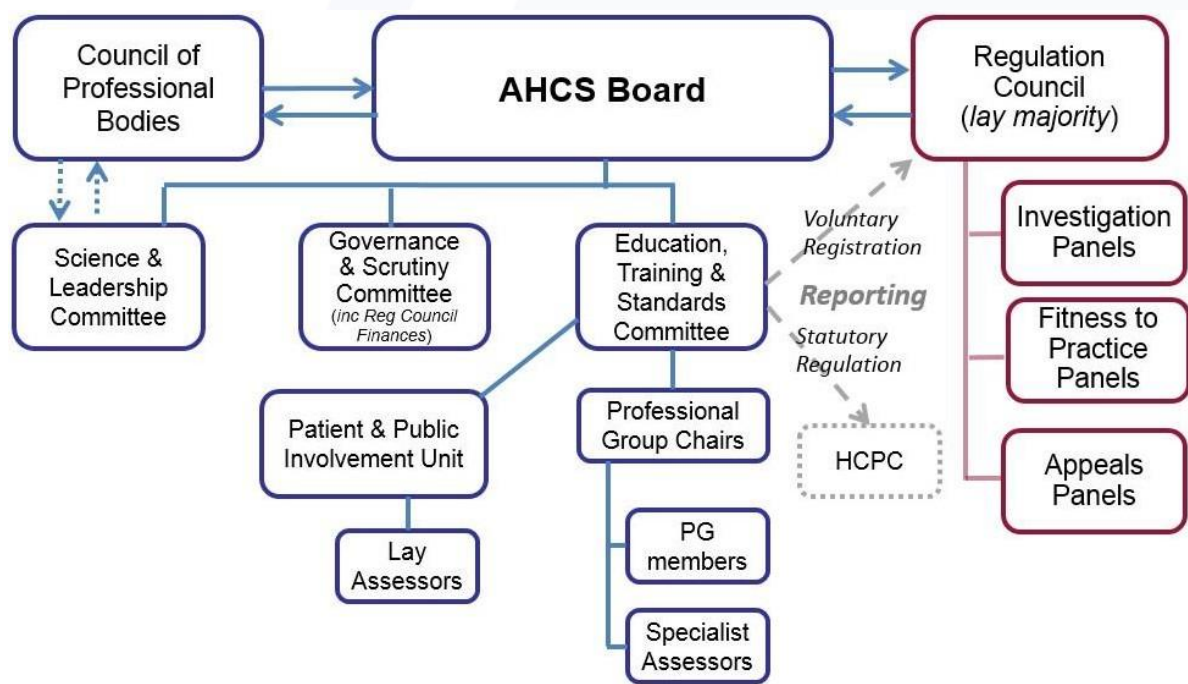 Council of
Professional
Bodies
AHCS Board
Regulation
Council
(lay majority)
Science &
Leadership
Committee
Governance
& Scrutiny
Committee
(inc Reg Council
Finances)
Education,
Training &
Standards
Committee
Voluntary
Registration
Reporting
Statutory
Regulation
Investigation
Panels
Fitness to
Practice
Panels
Appeals
Panels
Patient & Public
Involvement Unit
Professional
Group Chairs
HCPC
Lay
Assessors
PG
members
Specialist
Assessors